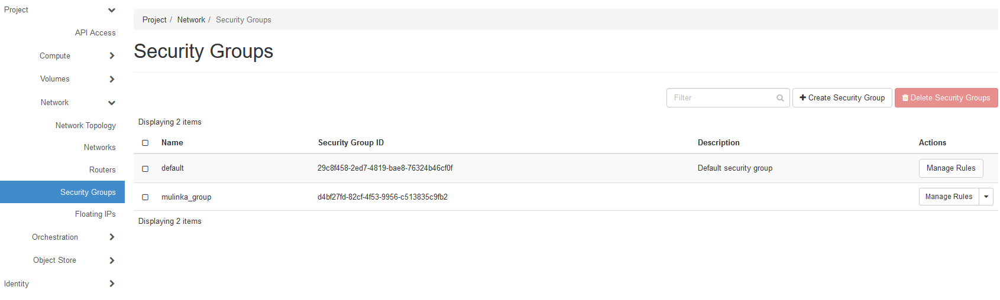 Project
API Access
Compute
Volumes
Network
Network Topology
Networks
Routers
Security Groups
Floating IPs
Orchestration
Object Store
Identity
Project / Network / Security Groups
Security Groups
Filter Create Security Group Delete Security Groups
Displaying 2 items
Name Security Group ID Description Actions
default 29c8f458-2ed7-4819-bae8-76324b46cf0f Default security group Manage Rules
mulinka_group d4bf27fd-82cf-4f53-9956-c513835c9fb2 Manage Rules
Displaying 2 items